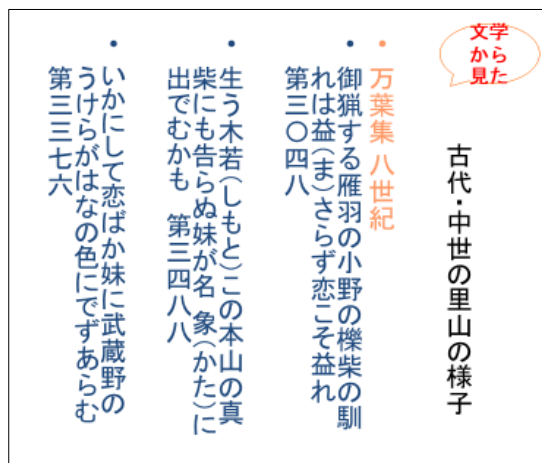 文学
から
見た
古代・中世の里山の様子
・万葉集 八世紀
・御猟する雁羽の小野の櫟柴の馴
れは益(ま)さらず恋こそ益れ
第三〇四八
・生う木若(しもと)この本山の真
柴にも告らぬ妹が名 象(かた)に
出でむかも 第三四八八
・いかにして恋ばか妹に武蔵野の
うけらがはなの色にでずあらむ
第三三七六